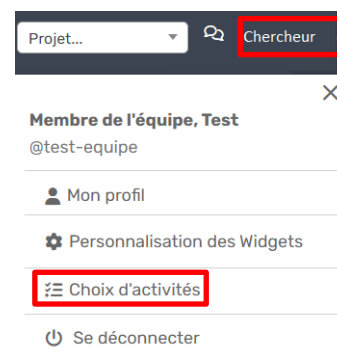 Projet... Chercheur
Membre de l'équipe, Test
@test-equipe
Mon profil
Personnalisation des Widgets
Choix d'activités
Se déconnecter